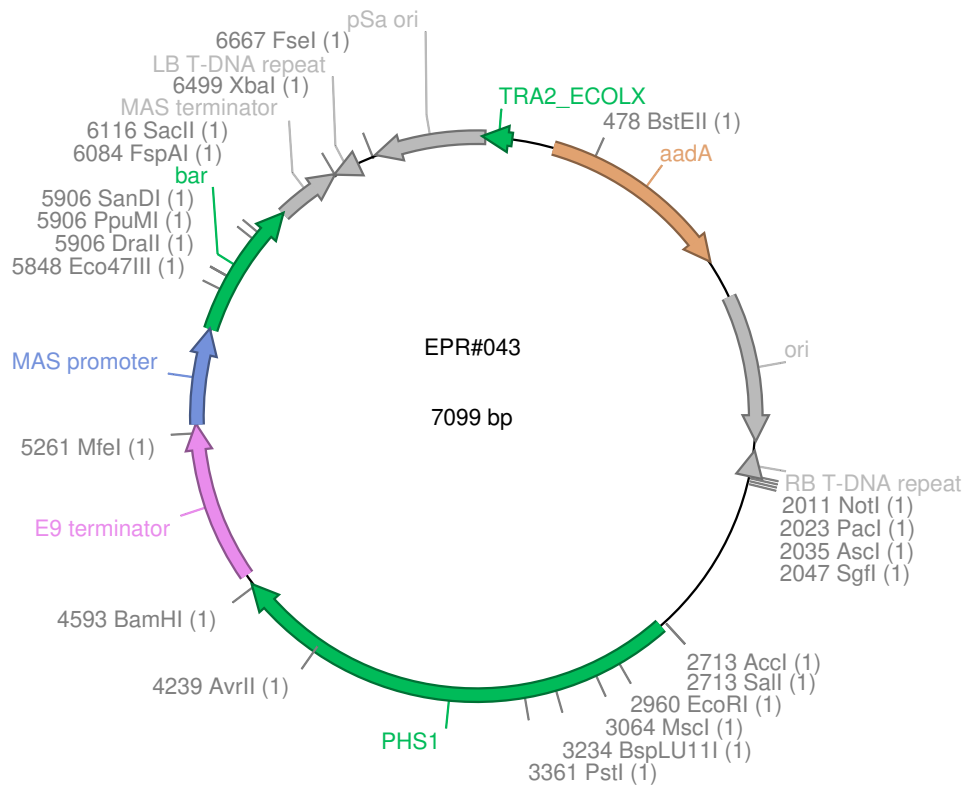 pSa ori
6667 FseI (1)
LB T-DNA repeat
6499 XbaI (1)
MAS terminator
6116 SacII (1)
6084 FspAI (1)
bar
5906 SanDI (1)
5906 PpuMI (1)
5906 DraII (1)
5848 Eco47III (1)
TRA2_ECOLX
478 BstEII (1)
aadA
EPR#043
7099 bp
MAS promoter
ori
5261 MfeI (1)
RB T-DNA repeat
2011 NotI (1)
2023 PacI (1)
2035 AscI (1)
2047 SgfI (1)
E9 terminator
4593 BamHI (1)
4239 AvrII (1)
PHS1
2713 AccI (1)
2713 SalI (1)
2960 EcoRI (1)
3064 MscI (1)
3234 BspLU11I (1)
3361 PstI (1)